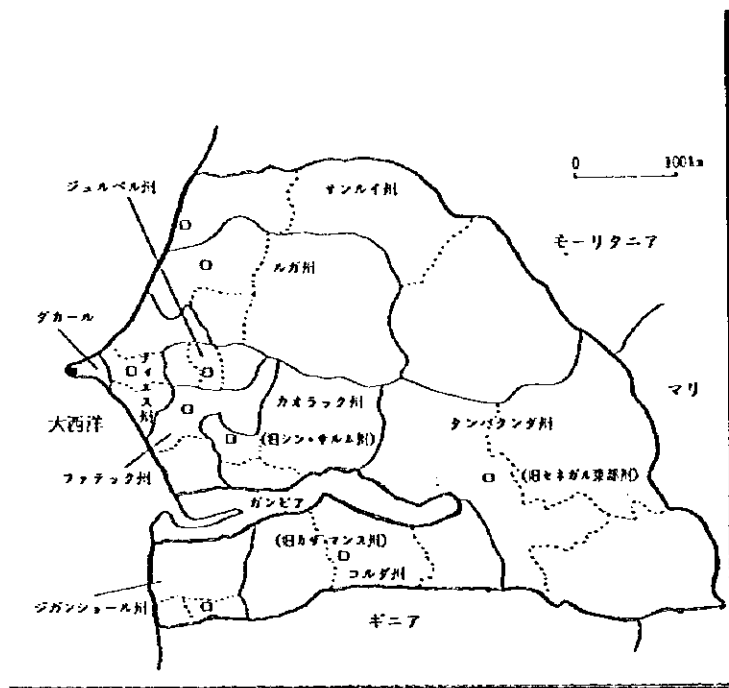 0 100km
ジュルベル州
サンルイ州
モーリタニア
ルガ州
ダカール
ティエス州
マリ
カオラック州
タンバクンダ州
大西洋
(旧シン・サルム州)
ファテック州
(旧セネガル東部州)
ガンビア
(旧カザマンス州)
コルダ州
ジガンショール州
ギニア